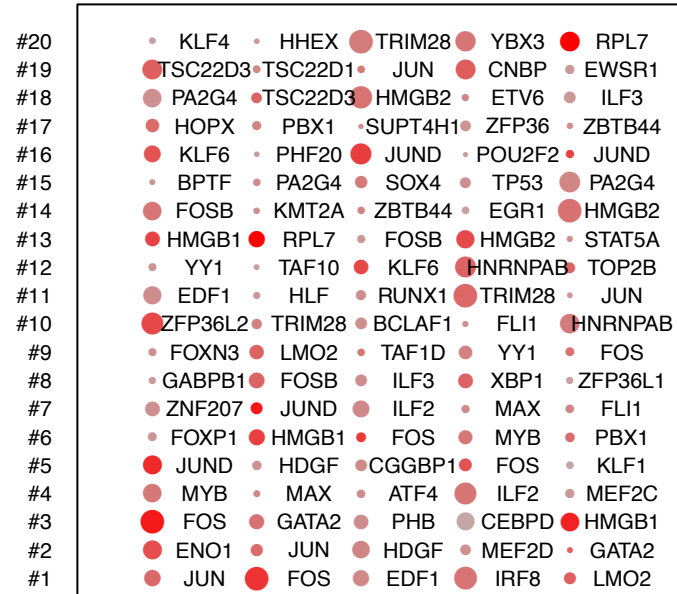 #20 KLF4 HHEX TRIM28 YBX3 RPL7
#19 TSC22D3 TSC22D1 JUN CNBP EWSR1
#18 PA2G4 TSC22D3 HMGB2 ETV6 ILF3
#17 HOPX PBX1 SUPT4H1 ZFP36 ZBTB44
#16 KLF6 PHF20 JUND POU2F2 JUND
#15 BPTF PA2G4 SOX4 TP53 PA2G4
#14 FOSB KMT2A ZBTB44 EGR1 HMGB2
#13 HMGB1 RPL7 FOSB HMGB2 STAT5A
#12 YY1 TAF10 KLF6 HNRNPAB TOP2B
#11 EDF1 HLF RUNX1 TRIM28 JUN
#10 ZFP36L2 TRIM28 BCLAF1 FLI1 HNRNPAB
#9 FOXN3 LMO2 TAF1D YY1 FOS
#8 GABPB1 FOSB ILF3 XBP1 ZFP36L1
#7 ZNF207 JUND ILF2 MAX FLI1
#6 FOXP1 HMGB1 FOS MYB PBX1
#5 JUND HDGF CGGBP1 FOS KLF1
#4 MYB MAX ATF4 ILF2 MEF2C
#3 FOS GATA2 PHB CEBPD HMGB1
#2 ENO1 JUN HDGF MEF2D GATA2
#1 JUN FOS EDF1 IRF8 LMO2